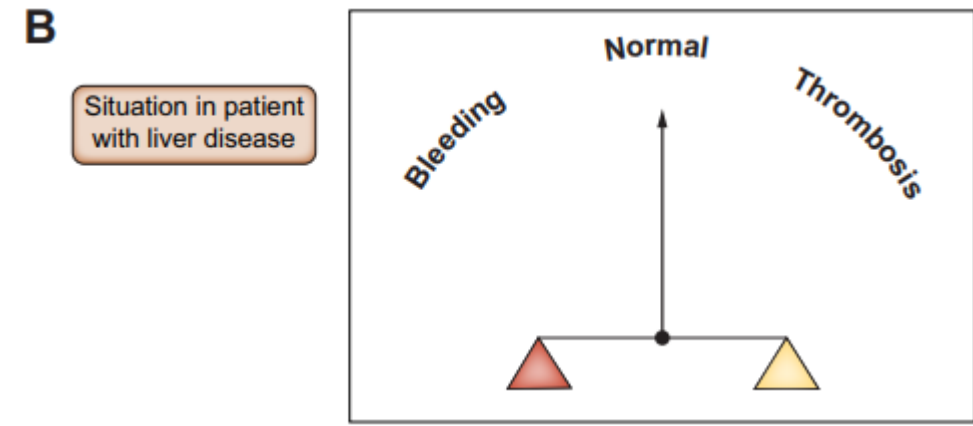 B
Situation in patient
with liver disease
Bleeding
Normal
Thrombosis